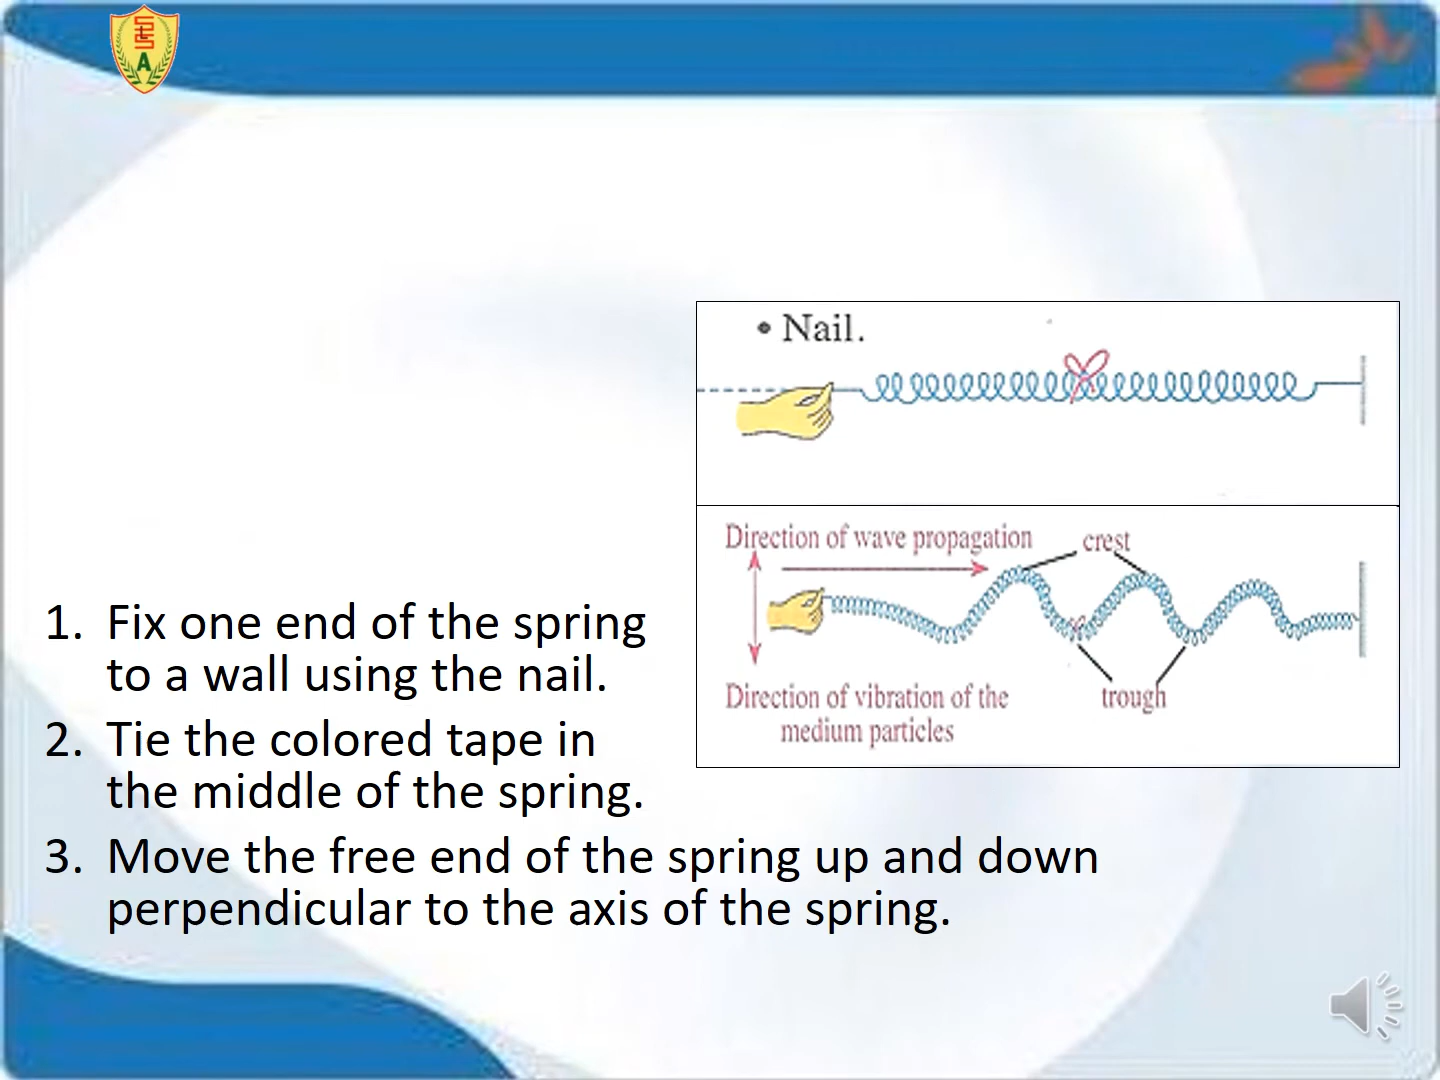 A
• Nail.
Direction of wave propagation
crest
Direction of vibration of the
medium particles
trough
1. Fix one end of the spring
to a wall using the nail.
2. Tie the colored tape in
the middle of the spring.
3. Move the free end of the spring up and down
perpendicular to the axis of the spring.